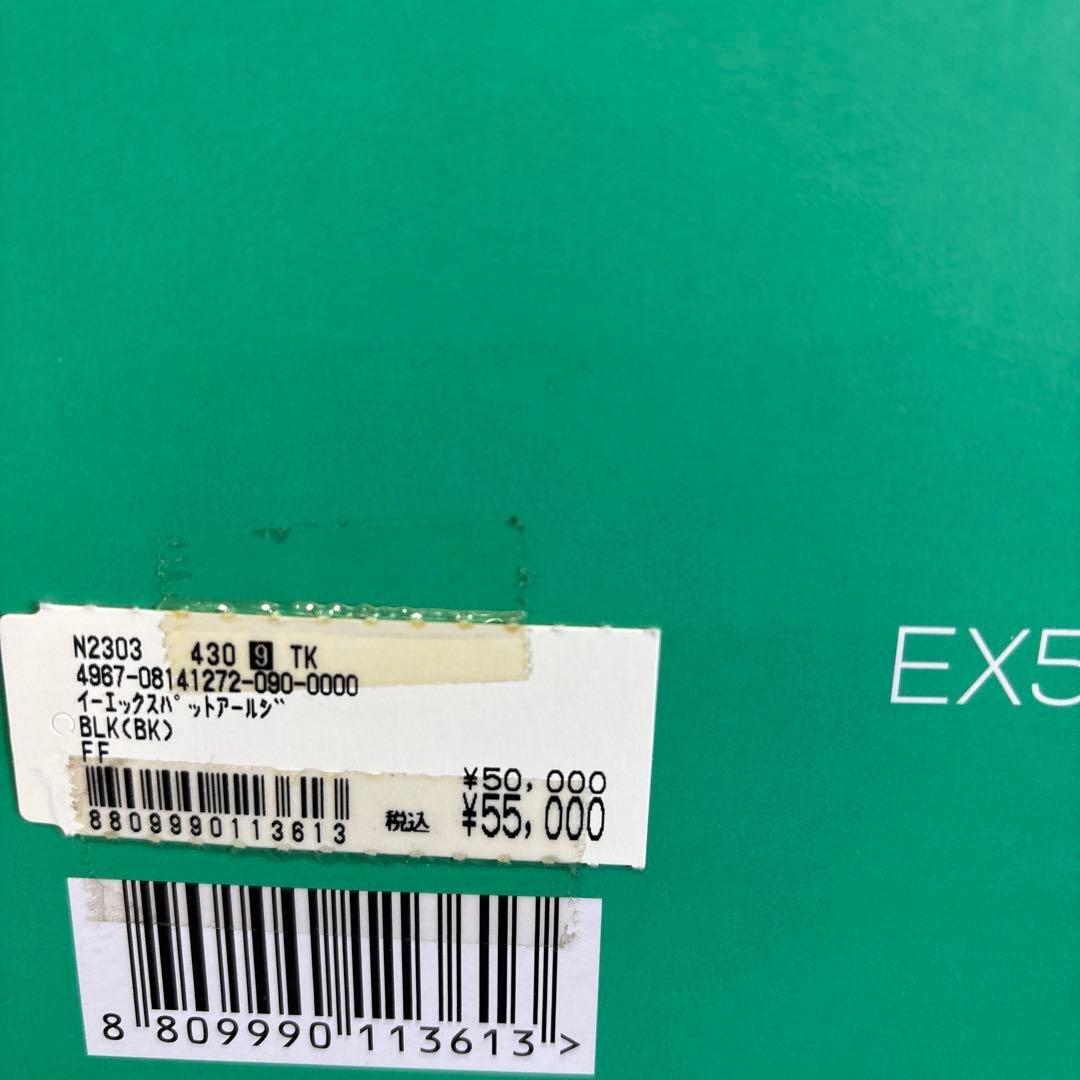 N2303 430 9 TK
4967-08141272-090-0000
イーエックスパットアールジ
BLK(BK)
FF
¥50,000
8809990113613 税込 ¥55,000
EX5
8 809990 113613 >